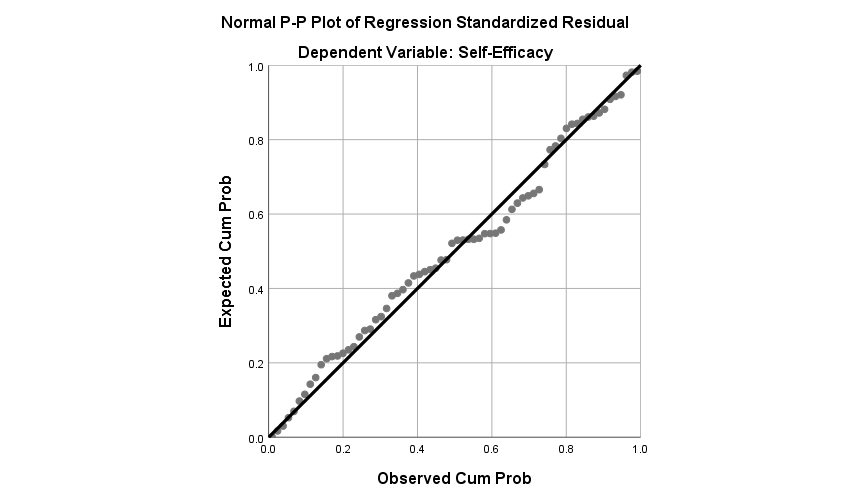 Normal P-P Plot of Regression Standardized Residual
Dependent Variable: Self-Efficacy
Expected Cum Prob
1.0
0.8
0.6
0.4
0.2
0.0
0.0 0.2 0.4 0.6 0.8 1.0
Observed Cum Prob